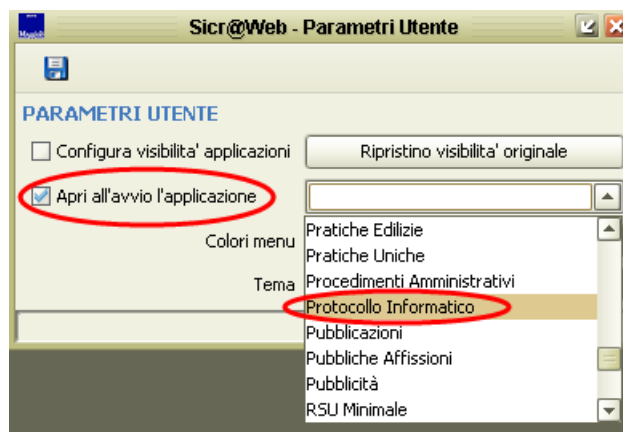 Sicr@Web - Parametri Utente
PARAMETRI UTENTE
Configura visibilita' applicazioni
Ripristino visibilita' originale
Apri all'avvio l'applicazione
Colori menu
Tema
Pratiche Edilizie
Pratiche Uniche
Procedimenti Amministrativi
Protocollo Informatico
Pubblicazioni
Pubbliche Affissioni
Pubblicità
RSU Minimale